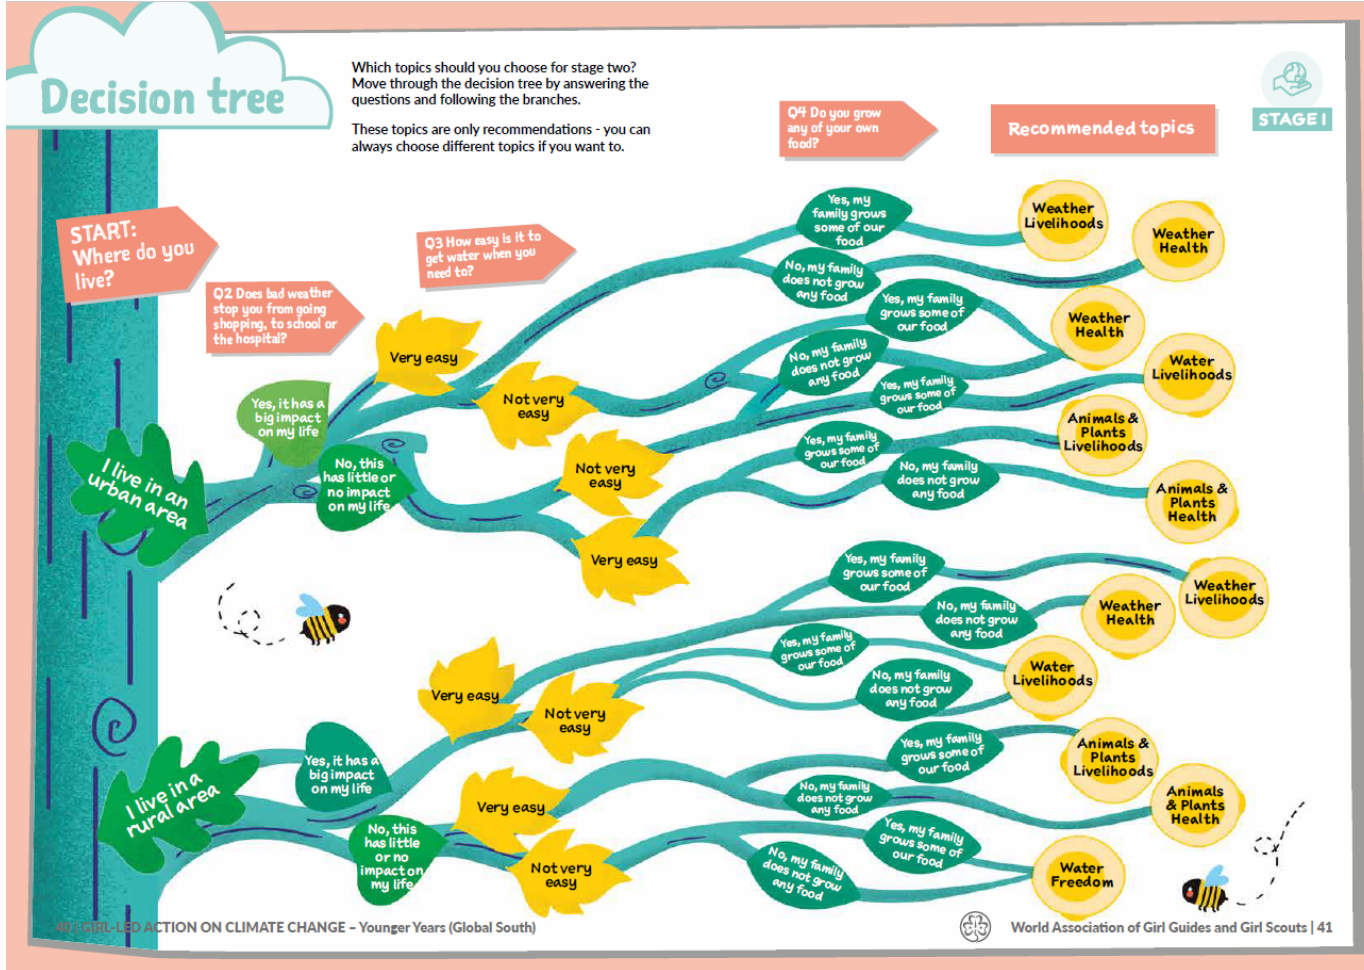 Decision tree
Which topics should you choose for stage two?
Move through the decision tree by answering the
questions and following the branches.
These topics are only recommendations - you can
always choose different topics if you want to.
STAGE 1
START:
Where do you
live?
Q2 Does bad weather
stop you from going
shopping, to school or
the hospital?
Q3 How easy is it to
get water when you
need to?
Q4 Do you grow
any of your own
food?
Recommended topics
I live in an
urban area
Yes, it has a
big impact
on my life
No, this
has little or
no impact
on my life
Very easy
Not very
easy
Not very
easy
Very easy
Yes, my
family grows
some of our
food
No, my family
does not grow
any food
Yes, my family
grows some of
our food
No, my family
does not grow
any food
Yes, my family
grows some of
our food
Yes, my family
grows some of
our food
No, my family
does not grow
any food
Weather
Livelihoods
Weather
Health
Weather
Health
Water
Livelihoods
Animals &
Plants
Livelihoods
Animals &
Plants
Health
I live in a
rural area
Yes, it has a
big impact
on my life
No, this
has little
or no
impact on
my life
Very easy
Not very
easy
Very easy
Not very
easy
Yes, my family
grows some of
our food
No, my family
does not grow
any food
Yes, my family
grows some of
our food
No, my family
does not grow
any food
Yes, my family
grows some of
our food
No, my family
does not grow
any food
Yes, my family
grows some of
our food
No, my family
does not grow
any food
Weather
Livelihoods
Weather
Health
Water
Livelihoods
Animals &
Plants
Livelihoods
Animals
& Plants
Health
Water
Freedom
40 | GIRL-LED ACTION ON CLIMATE CHANGE – Younger Years (Global South)
World Association of Girl Guides and Girl Scouts | 41